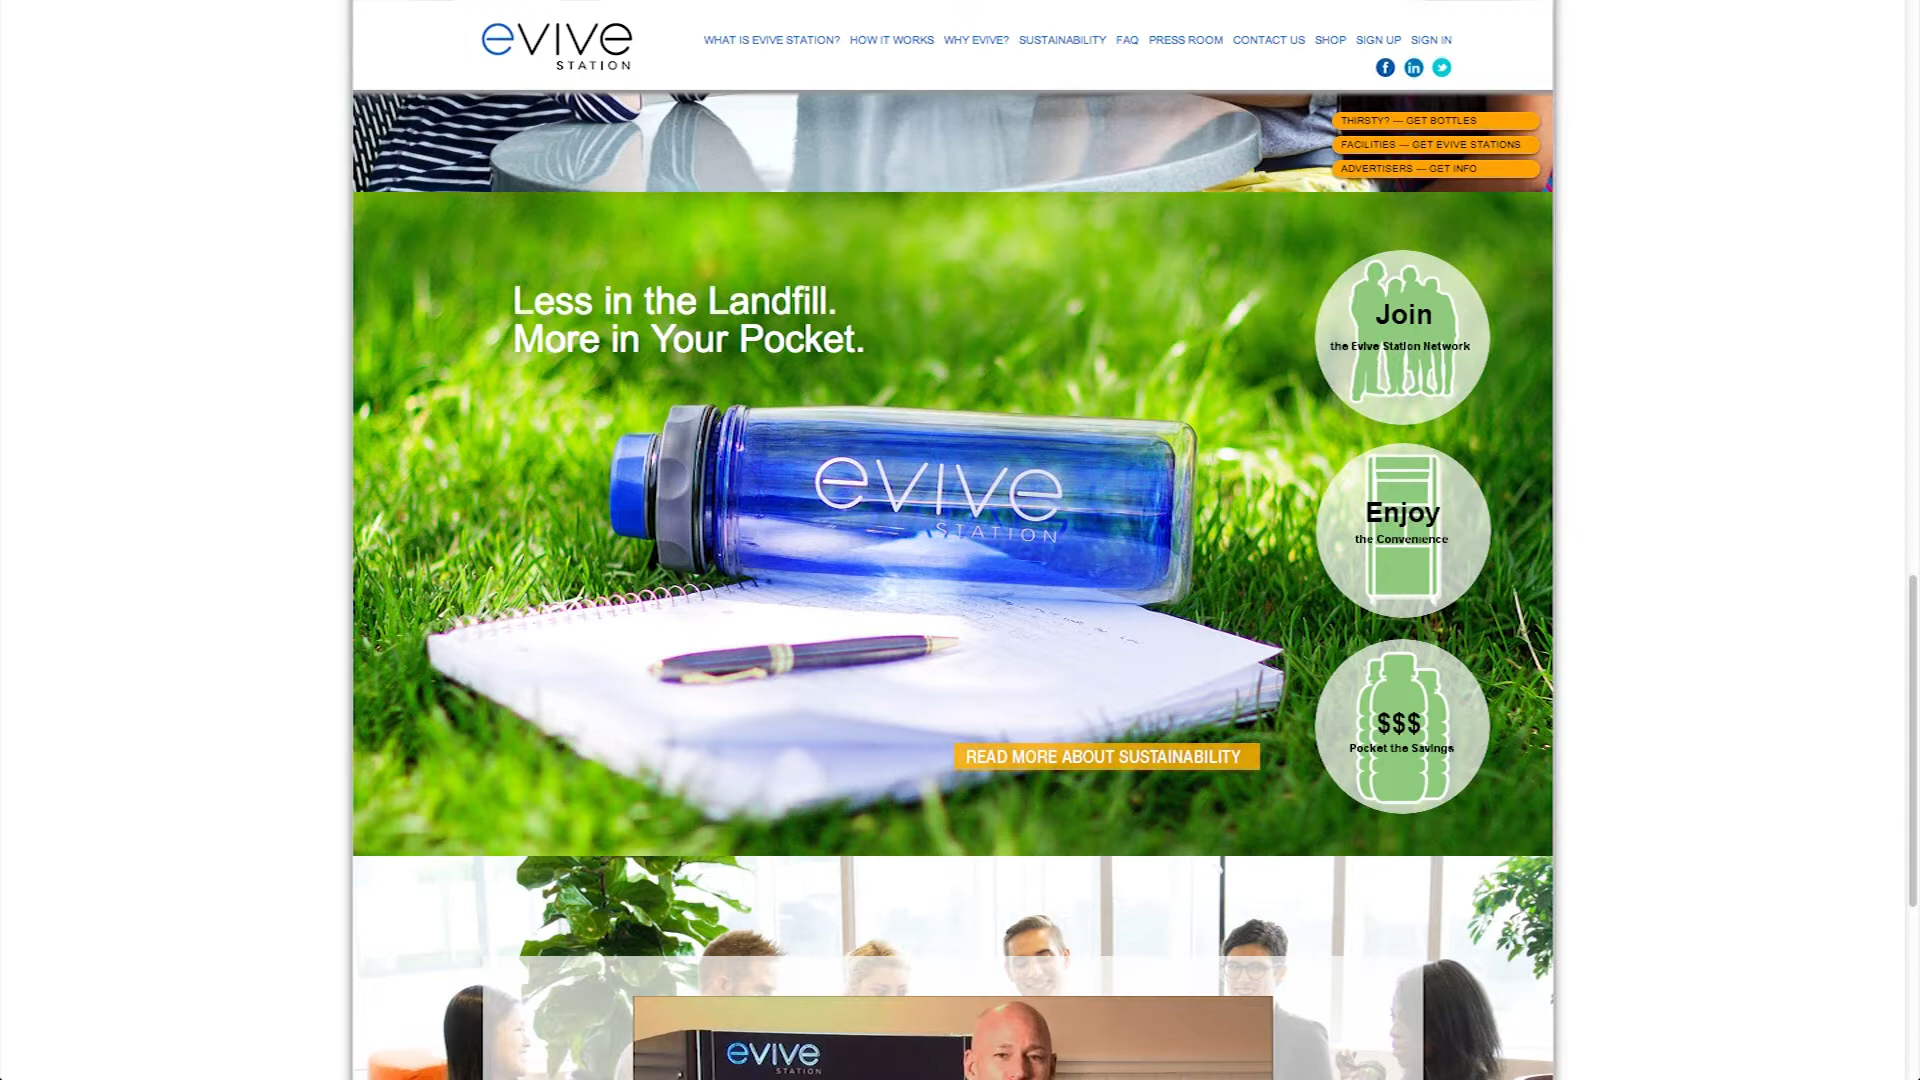 evive
STATION
WHAT IS EVIVE STATION? HOW IT WORKS WHY EVIVE? SUSTAINABILITY FAQ PRESS ROOM CONTACT US SHOP SIGN UP SIGN IN
f in
THIRSTY? — GET BOTTLES
FACILITIES — GET EVIVE STATIONS
ADVERTISERS — GET INFO
Less in the Landfill.
More in Your Pocket.
Join
the Evive Station Network
evive
STATION
Enjoy
the Convenience
$$$
Pocket the Savings
READ MORE ABOUT SUSTAINABILITY
evive
STATION